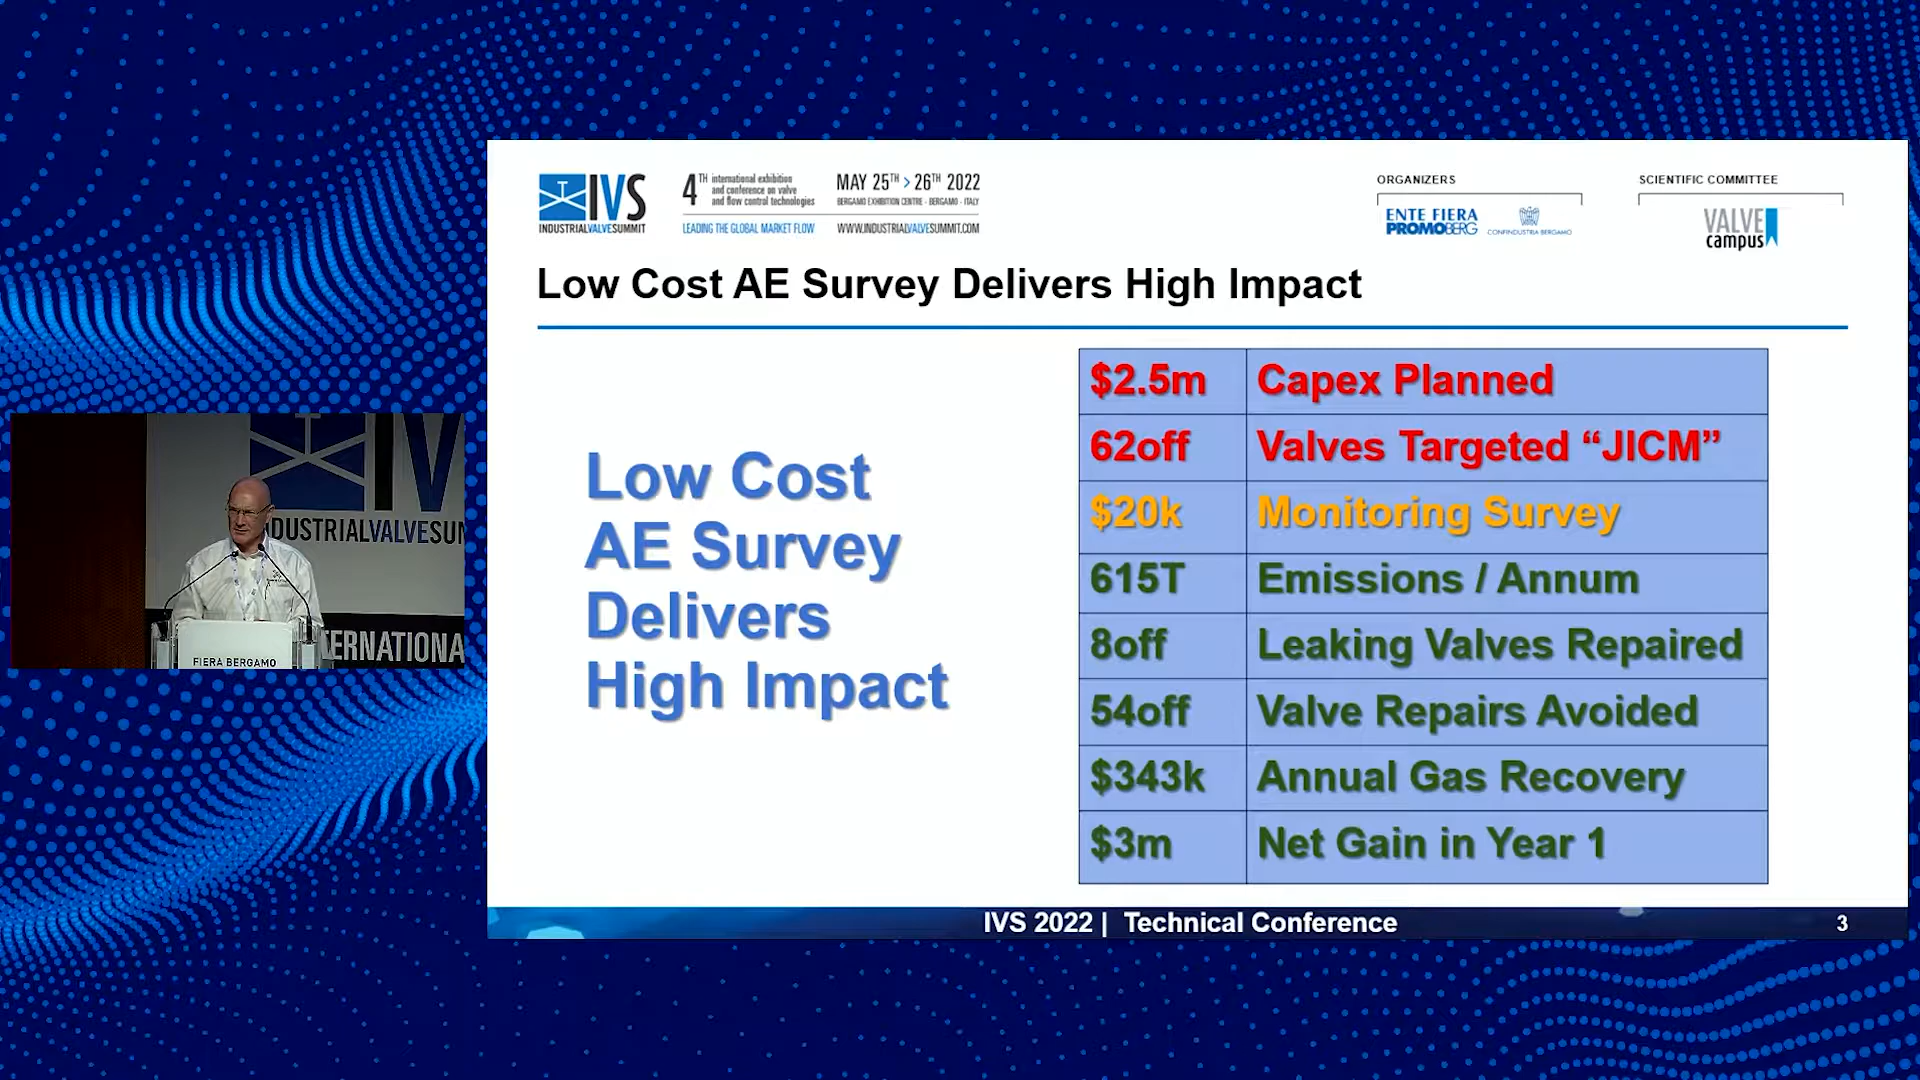 IVS
INDUSTRIALVALVESUMMIT
4TH international exhibition
and conference on valve
and flow control technologies
LEADING THE GLOBAL MARKET FLOW
MAY 25TH > 26TH 2022
BERGAMO EXHIBITION CENTRE - BERGAMO - ITALY
WWW.INDUSTRIALVALVESUMMIT.COM
ORGANIZERS
ENTE FIERA
PROMOBERG
CONFINDUSTRIA BERGAMO
SCIENTIFIC COMMITTEE
VALVE
campus
Low Cost AE Survey Delivers High Impact
Low Cost
AE Survey
Delivers
High Impact
$2.5m Capex Planned
62off Valves Targeted “JICM”
$20k Monitoring Survey
615T Emissions / Annum
8off Leaking Valves Repaired
54off Valve Repairs Avoided
$343k Annual Gas Recovery
$3m Net Gain in Year 1
IVS 2022 | Technical Conference
3
IV
NDUSTRIALVALVESUM
TERNATIONA
FIERA BERGAMO